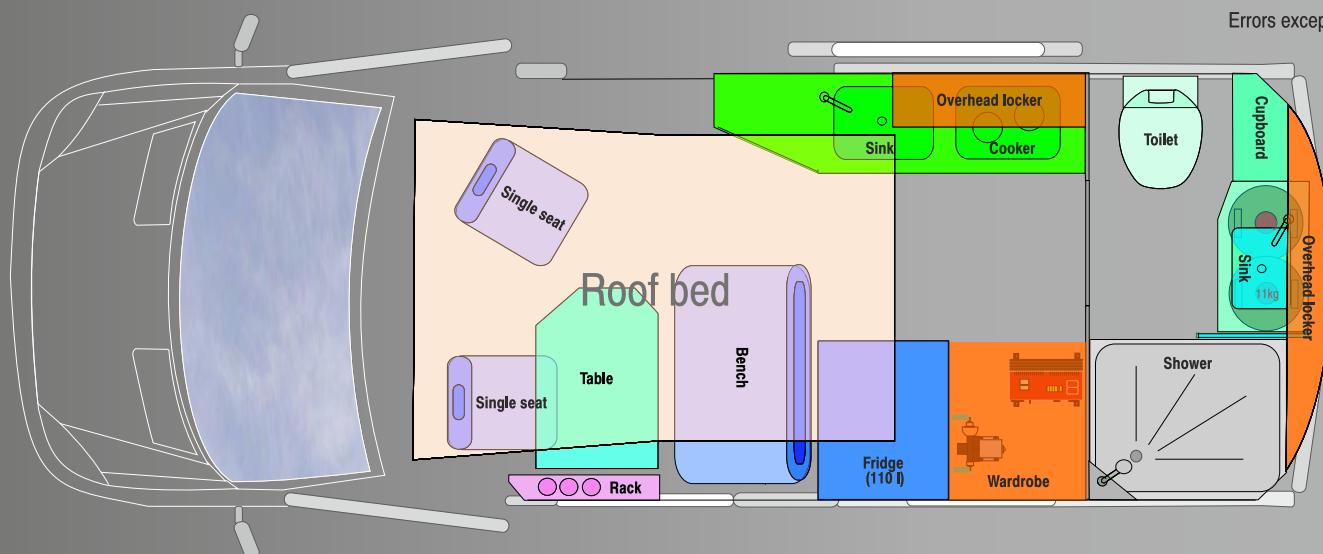 Errors excep
Overhead locker
Sink
Cooker
Toilet
Cupboard
Single seat
Roof bed
Sink
11kg
Overhead locker
Bench
Table
Single seat
Shower
Fridge
(110 l)
Wardrobe
Rack